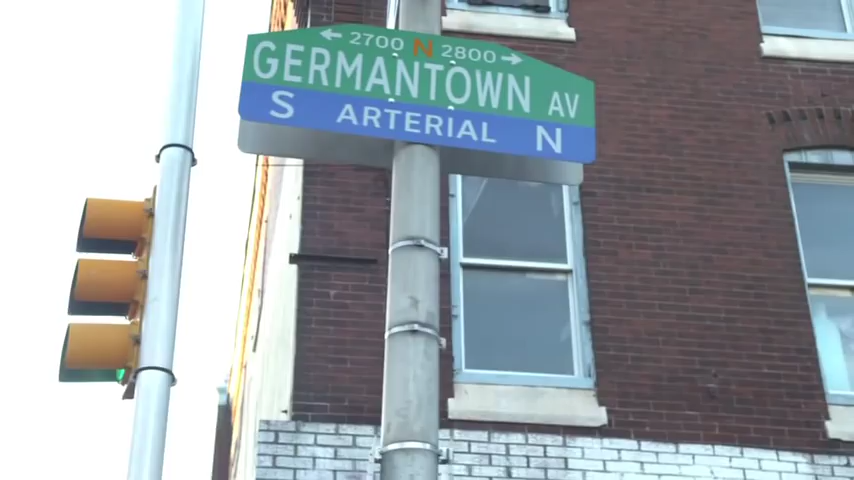 ← 2700 N 2800 →
GERMANTOWN AV
S ARTERIAL N